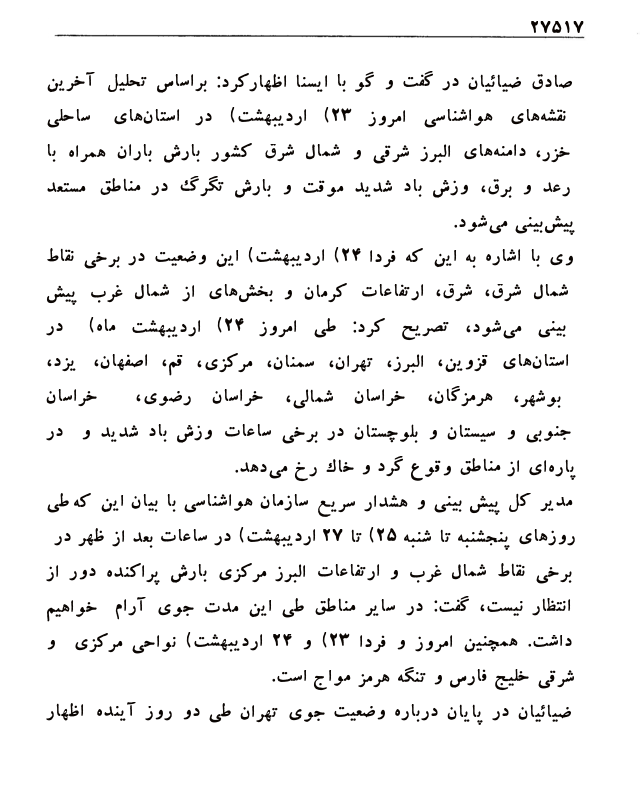 ۲۷۵۱۷
صادق ضیائیان در گفت و گو با ایسنا اظهارکرد: براساس تحلیل آخرین
نقشه‌های هواشناسی امروز ۲۳) اردیبهشت) در استان‌های ساحلی
خزر، دامنه‌های البرز شرقی و شمال شرق کشور بارش باران همراه با
رعد و برق، وزش باد شدید موقت و بارش تگرگ در مناطق مستعد
پیش‌بینی می‌شود.
وی با اشاره به این که فردا ۲۴) اردیبهشت) این وضعیت در برخی نقاط
شمال شرق، شرق، ارتفاعات کرمان و بخش‌های از شمال غرب پیش
بینی می‌شود، تصریح کرد: طی امروز ۲۴) اردیبهشت ماه) در
استان‌های قزوین، البرز، تهران، سمنان، مرکزی، قم، اصفهان، یزد،
بوشهر، هرمزگان، خراسان شمالی، خراسان رضوی، خراسان
جنوبی و سیستان و بلوچستان در برخی ساعات وزش باد شدید و در
پاره‌ای از مناطق وقوع گرد و خاک رخ می‌دهد.
مدیر کل پیش بینی و هشدار سریع سازمان هواشناسی با بیان این که طی
روزهای پنجشنبه تا شنبه ۲۵) تا ۲۷ اردیبهشت) در ساعات بعد از ظهر در
برخی نقاط شمال غرب و ارتفاعات البرز مرکزی بارش پراکنده دور از
انتظار نیست، گفت: در سایر مناطق طی این مدت جوی آرام خواهیم
داشت. همچنین امروز و فردا ۲۳) و ۲۴ اردیبهشت) نواحی مرکزی و
شرقی خلیج فارس و تنگه هرمز مواج است.
ضیائیان در پایان درباره وضعیت جوی تهران طی دو روز آینده اظهار